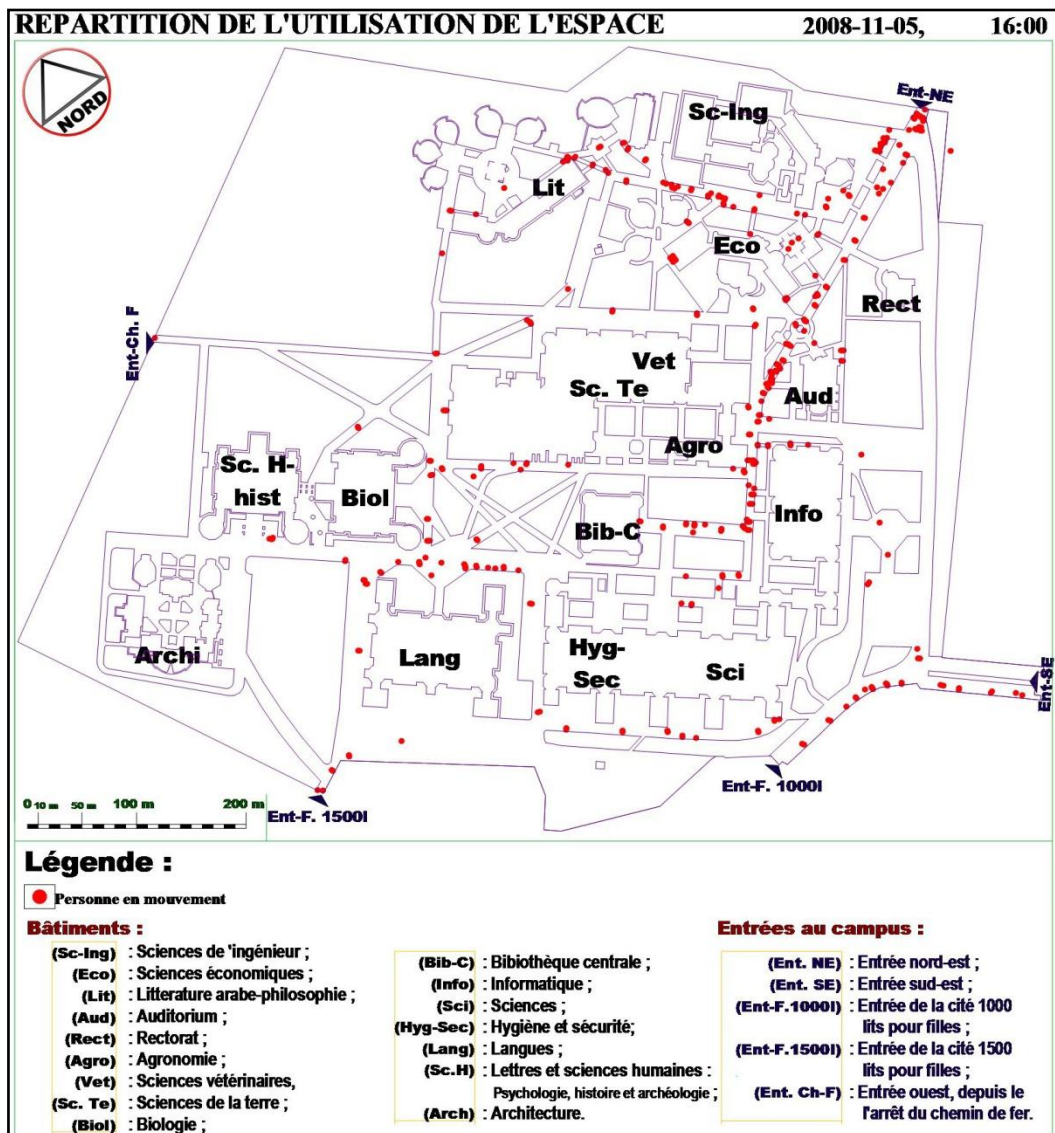 REPARTITION DE L'UTILISATION DE L'ESPACE 2008-11-05, 16:00
NORD
Ent-NE
Sc-Ing
Lit
Eco
Rect
Ent-Ch. F
Vet
Sc. Te
Aud
Agro
Sc. H-
hist
Biol
Info
Bib-C
Archi
Lang
Hyg-
Sec
Sci
Ent-SE
Ent-F. 1000l
Ent-F. 1500l
0 10 m 50 m 100 m 200 m
Légende :
Personne en mouvement
Bâtiments :
(Sc-Ing) : Sciences de 'ingénieur ;
(Eco) : Sciences économiques ;
(Lit) : Litterature arabe-philosophie ;
(Aud) : Auditorium ;
(Rect) : Rectorat ;
(Agro) : Agronomie ;
(Vet) : Sciences vétérinaires,
(Sc. Te) : Sciences de la terre ;
(Biol) : Biologie ;
(Bib-C) : Bibiothèque centrale ;
(Info) : Informatique ;
(Sci) : Sciences ;
(Hyg-Sec) : Hygiène et sécurité;
(Lang) : Langues ;
(Sc.H) : Lettres et sciences humaines :
Psychologie, histoire et archéologie ;
(Arch) : Architecture.
Entrées au campus :
(Ent. NE) : Entrée nord-est ;
(Ent. SE) : Entrée sud-est ;
(Ent-F.1000l) : Entrée de la cité 1000
lits pour filles ;
(Ent-F.1500l) : Entrée de la cité 1500
lits pour filles ;
(Ent. Ch-F) : Entrée ouest, depuis le
l'arrêt du chemin de fer.